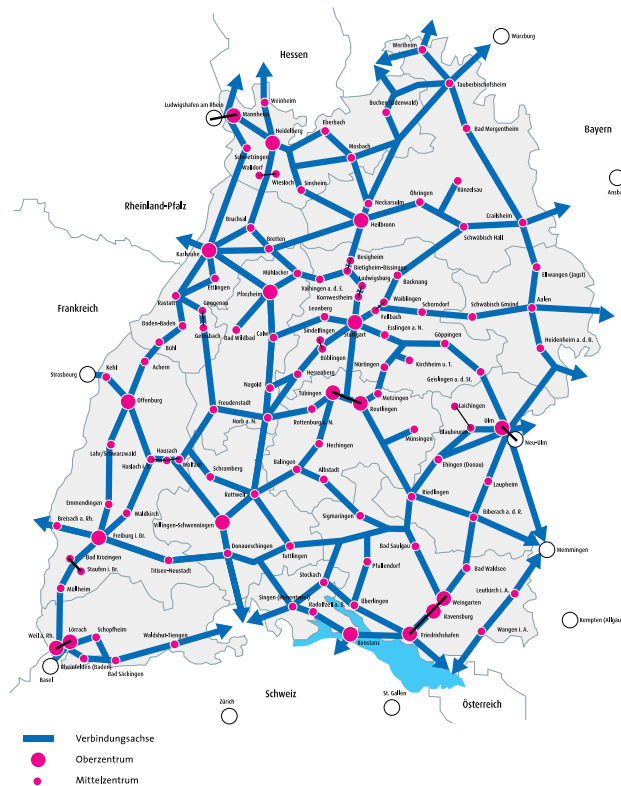 Hessen
Würzburg
Wertheim
Tauberbischofsheim
Ludwigshafen am Rhein
Weinheim
Mannheim
Buchen (Odenwald)
Heidelberg
Eberbach
Bad Mergentheim
Bayern
Schwetzingen
Mosbach
Walldorf
Wiesloch
Sinsheim
Künzelsau
Ansba
Rheinland-Pfalz
Neckarsulm
Öhringen
Bruchsal
Heilbronn
Crailsheim
Schwäbisch Hall
Bretten
Karlsruhe
Besigheim
Mühlacker
Bietigheim-Bissingen
Ellwangen (Jagst)
Ettlingen
Vaihingen a. d. E.
Ludwigsburg
Backnang
Rastatt
Gaggenau
Pforzheim
Kornwestheim
Waiblingen
Aalen
Frankreich
Leonberg
Schorndorf
Schwäbisch Gmünd
Fellbach
Baden-Baden
Gernsbach
Bad Wildbad
Calw
Sindelfingen
Stuttgart
Esslingen a. N.
Göppingen
Heidenheim a. d. B.
Bühl
Böblingen
Achern
Nürtingen
Kirchheim u. T.
Strasbourg
Kehl
Herrenberg
Geislingen a. d. St.
Nagold
Tübingen
Metzingen
Offenburg
Freudenstadt
Reutlingen
Laichingen
Horb a. N.
Rottenburg a. N.
Ulm
Blaubeuren
Neu-Ulm
Lahr/Schwarzwald
Hausach
Hechingen
Münsingen
Haslach i. K.
Wolfach
Schramberg
Balingen
Albstadt
Ehingen (Donau)
Laupheim
Rottweil
Riedlingen
Emmendingen
Waldkirch
Sigmaringen
Biberach a. d. R.
Breisach a. Rh.
Villingen-Schwenningen
Freiburg i. Br.
Donaueschingen
Tuttlingen
Bad Saulgau
Memmingen
Bad Krozingen
Titisee-Neustadt
Pfullendorf
Bad Waldsee
Staufen i. Br.
Stockach
Müllheim
Singen (Hohentwiel)
Radolfzell a. B.
Überlingen
Weingarten
Leutkirch i. A.
Ravensburg
Kempten (Allgäu
Lörrach
Schopfheim
Weil a. Rh.
Waldshut-Tiengen
Konstanz
Friedrichshafen
Wangen i. A.
Rheinfelden (Baden)
Bad Säckingen
Basel
Schweiz
St. Gallen
Österreich
Zürich
Verbindungsachse
Oberzentrum
Mittelzentrum